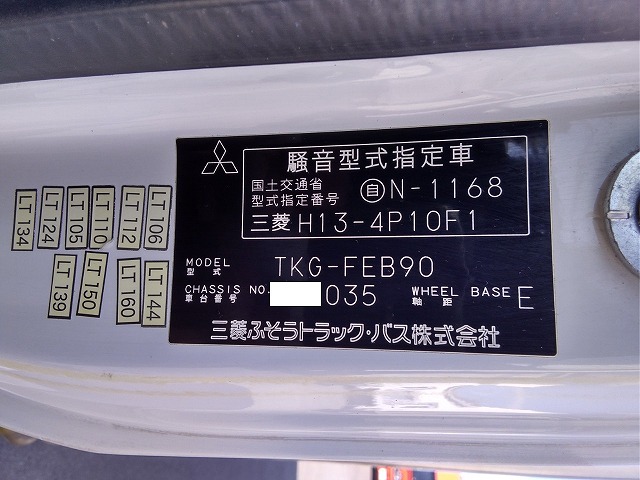 騒音型式指定車
国土交通省
型式指定番号
自N-1168
三菱 H13-4P10F1
MODEL
型式
TKG-FEB90
CHASSIS NO.
車台番号
035
WHEEL BASE
軸距
E
三菱ふそうトラック・バス株式会社
LT 134
LT 124
LT 105
LT 110
LT 112
LT 106
LT 139
LT 150
LT 160
LT 144